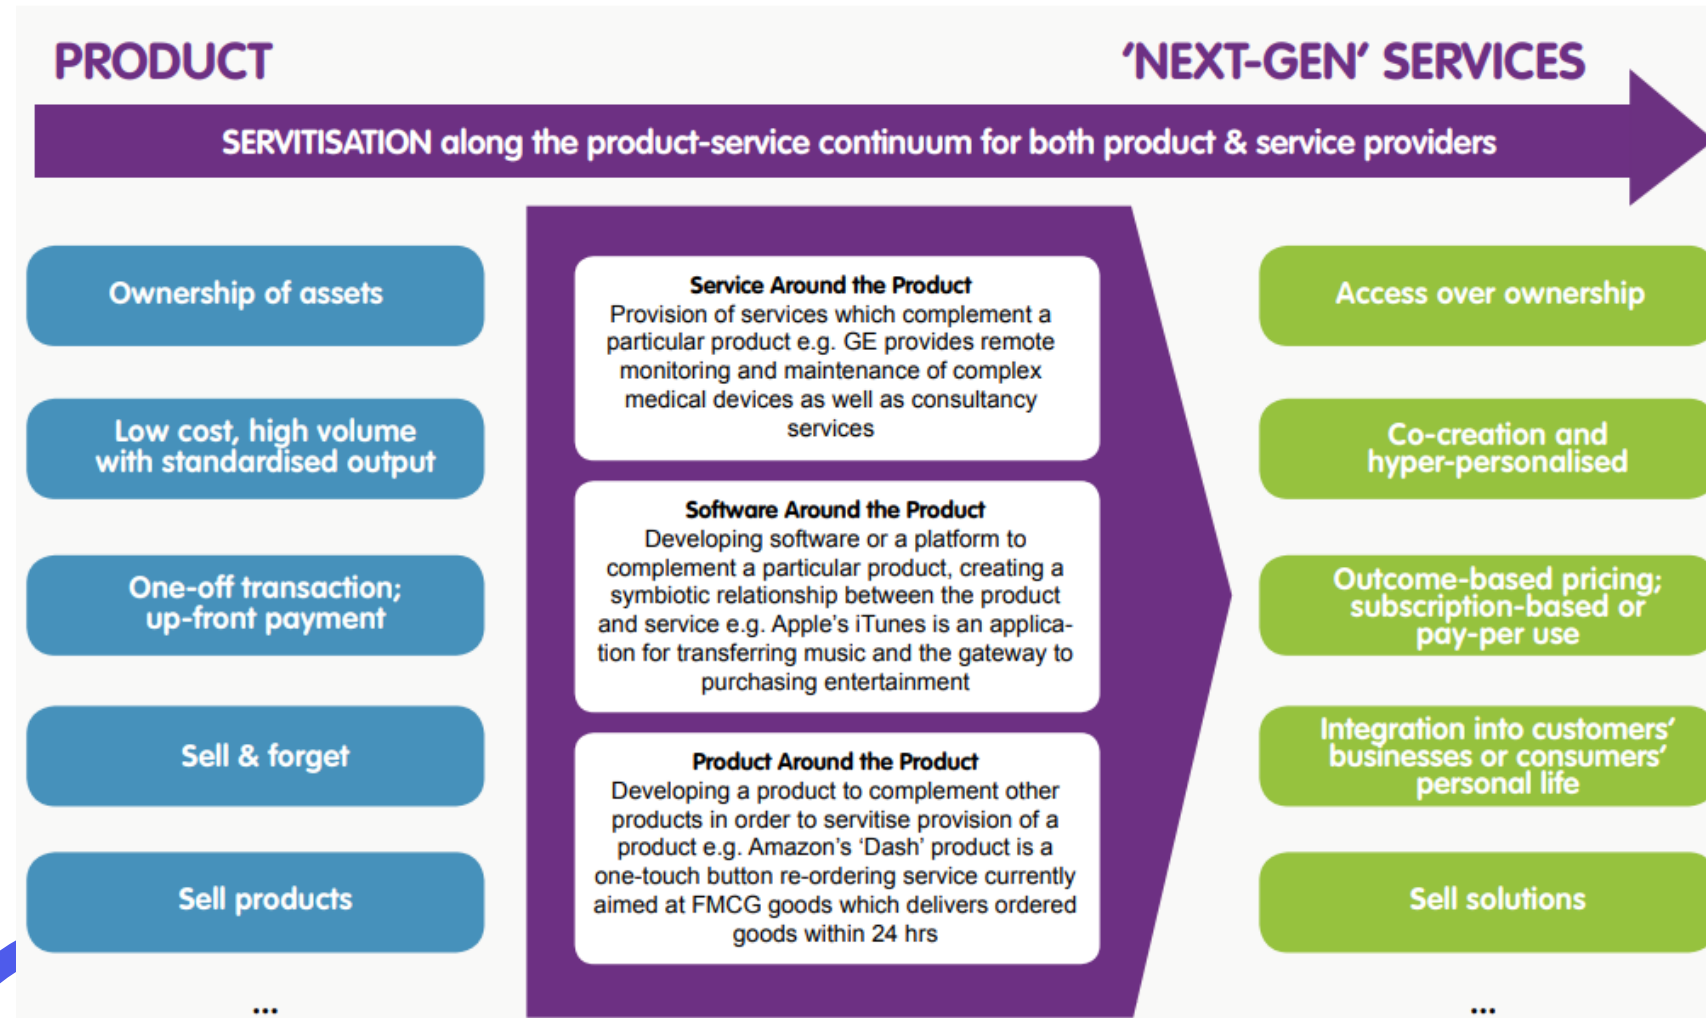 PRODUCT
'NEXT-GEN' SERVICES
SERVITISATION along the product-service continuum for both product & service providers
Ownership of assets
Low cost, high volume
with standardised output
One-off transaction;
up-front payment
Sell & forget
Sell products
...
Service Around the Product
Provision of services which complement a
particular product e.g. GE provides remote
monitoring and maintenance of complex
medical devices as well as consultancy
services
Software Around the Product
Developing software or a platform to
complement a particular product, creating a
symbiotic relationship between the product
and service e.g. Apple's iTunes is an applica-
tion for transferring music and the gateway to
purchasing entertainment
Product Around the Product
Developing a product to complement other
products in order to servitise provision of a
product e.g. Amazon's 'Dash' product is a
one-touch button re-ordering service currently
aimed at FMCG goods which delivers ordered
goods within 24 hrs
Access over ownership
Co-creation and
hyper-personalised
Outcome-based pricing;
subscription-based or
pay-per use
Integration into customers'
businesses or consumers'
personal life
Sell solutions
...